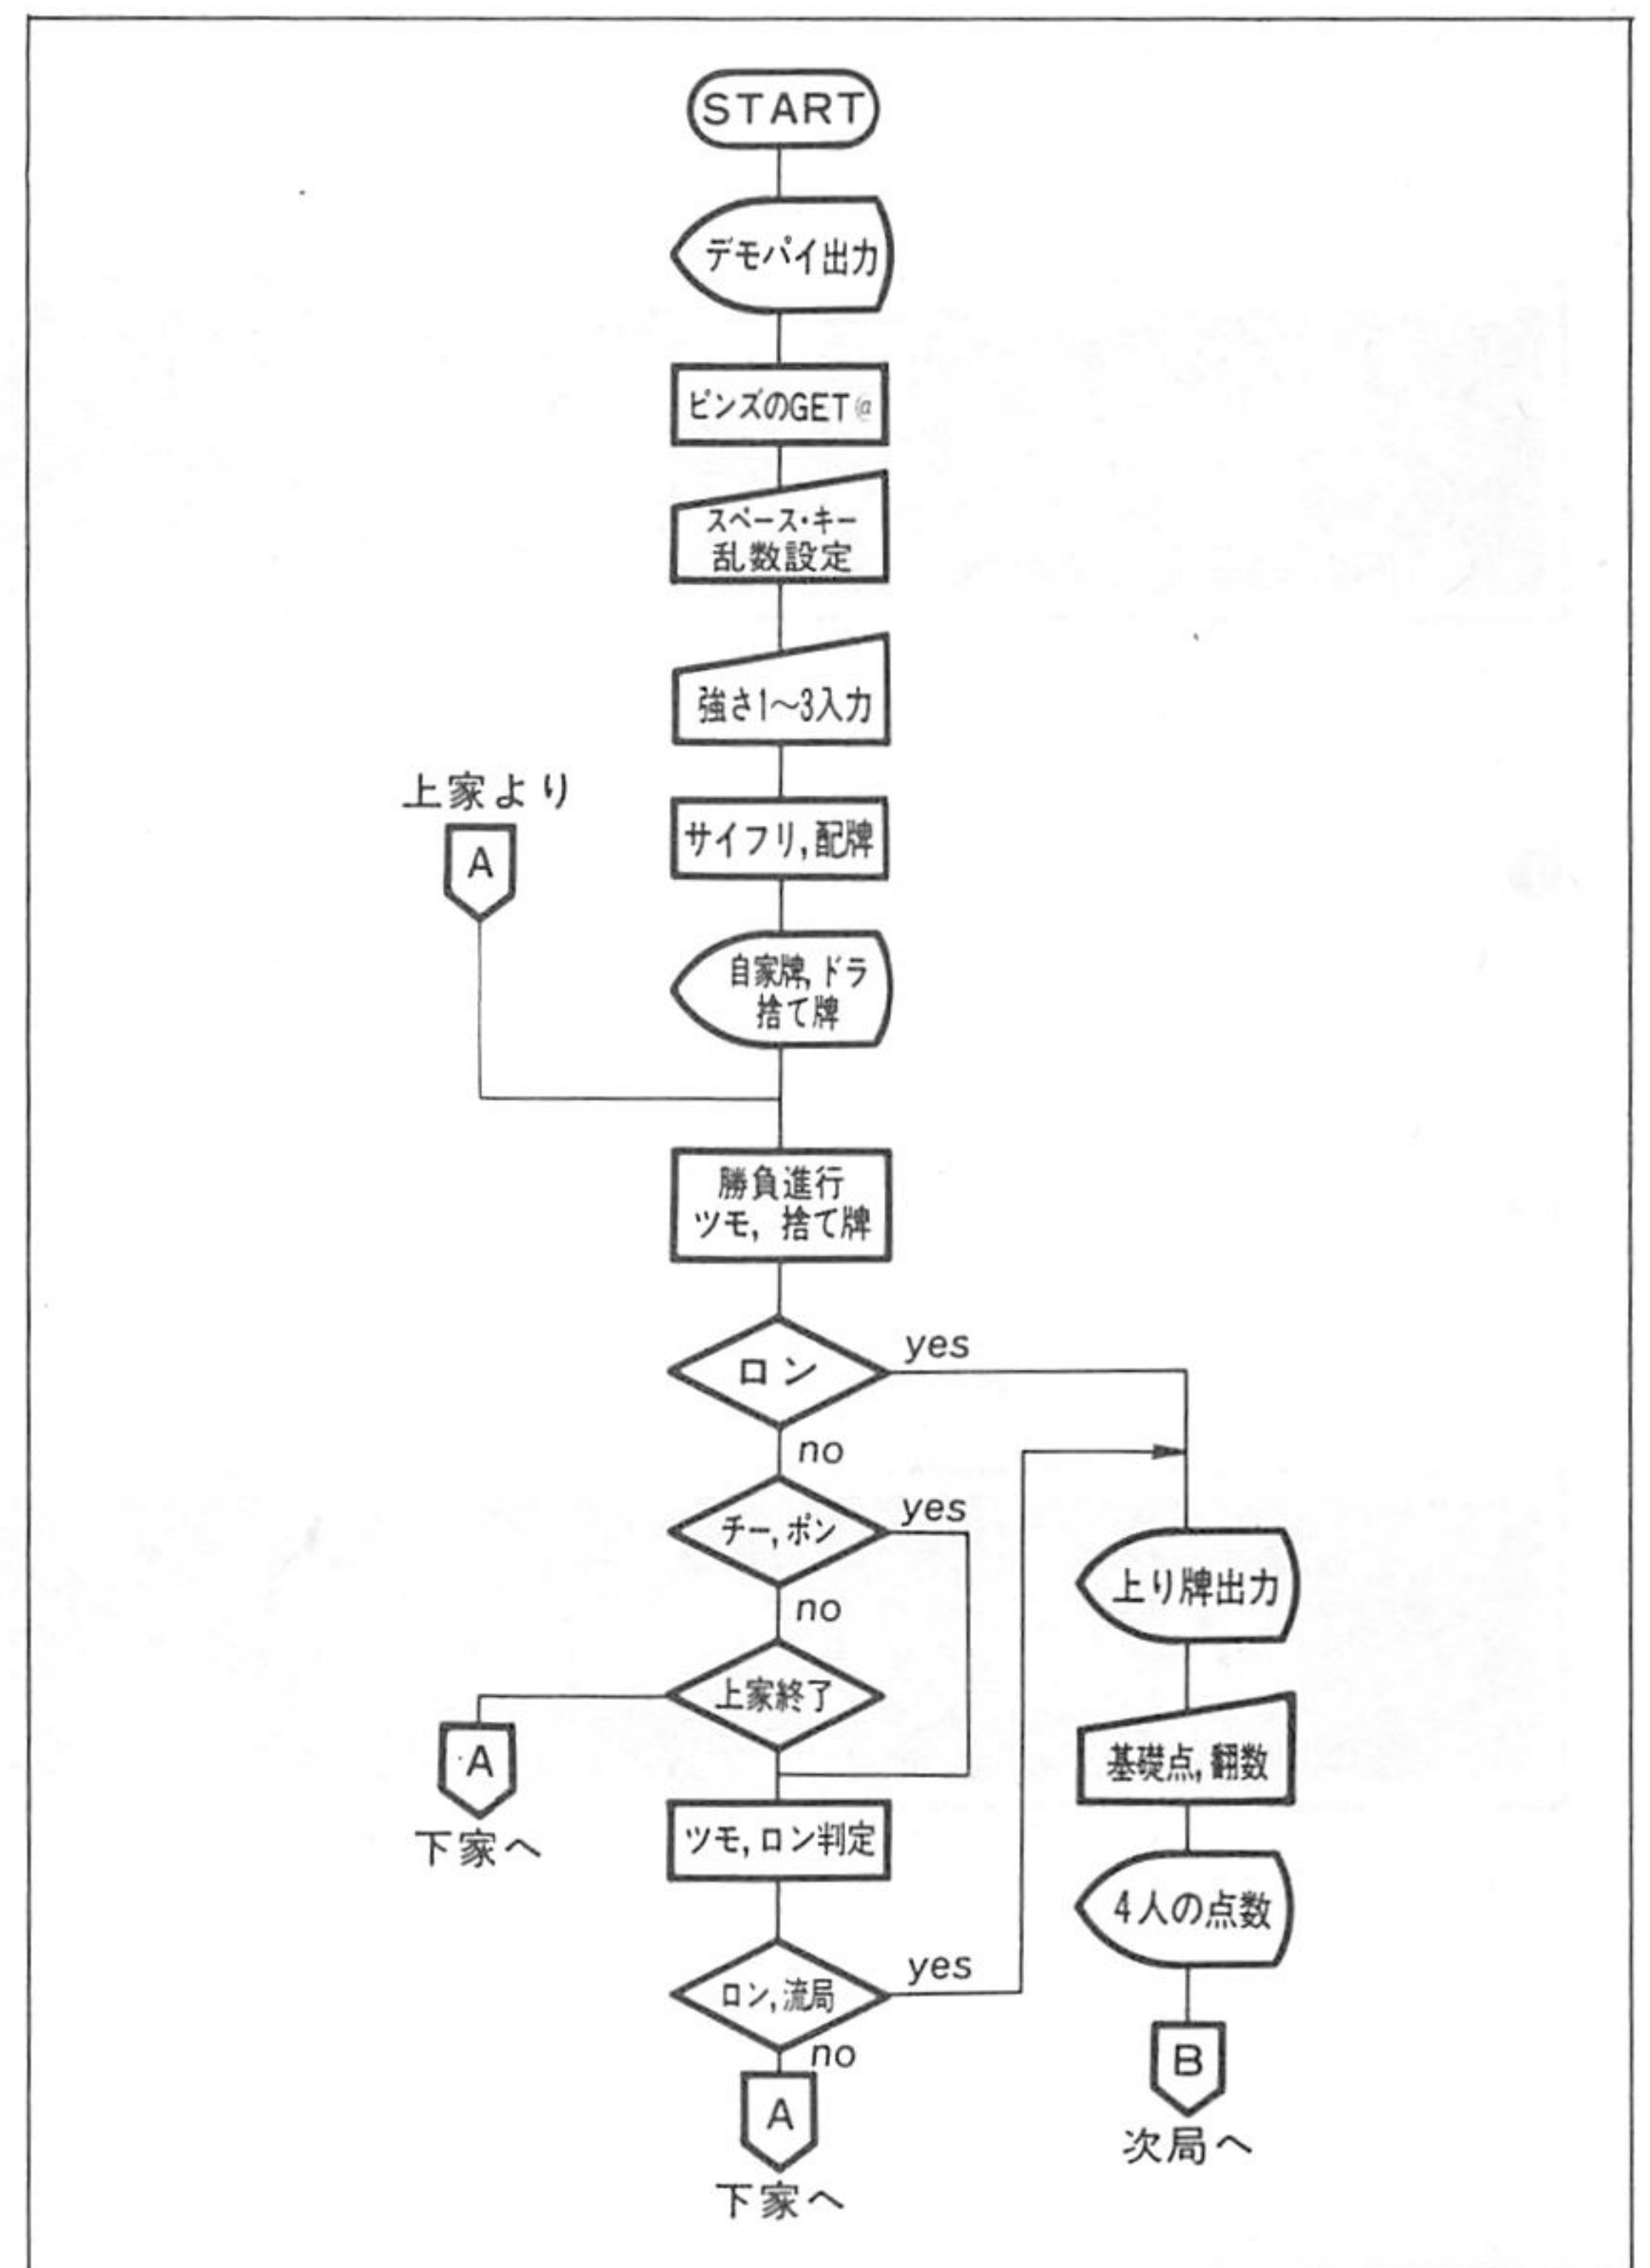 START
デモパイ出力
ピンズのGET@
スペース・キー
乱数設定
強さ1〜3入力
上家より
A
サイフリ,配牌
自家牌,ドラ
捨て牌
勝負進行
ツモ, 捨て牌
ロン
yes
no
チー,ポン
yes
no
上家終了
A
下家へ
ツモ,ロン判定
ロン,流局
yes
no
A
下家へ
上り牌出力
基礎点,翻数
4人の点数
B
次局へ